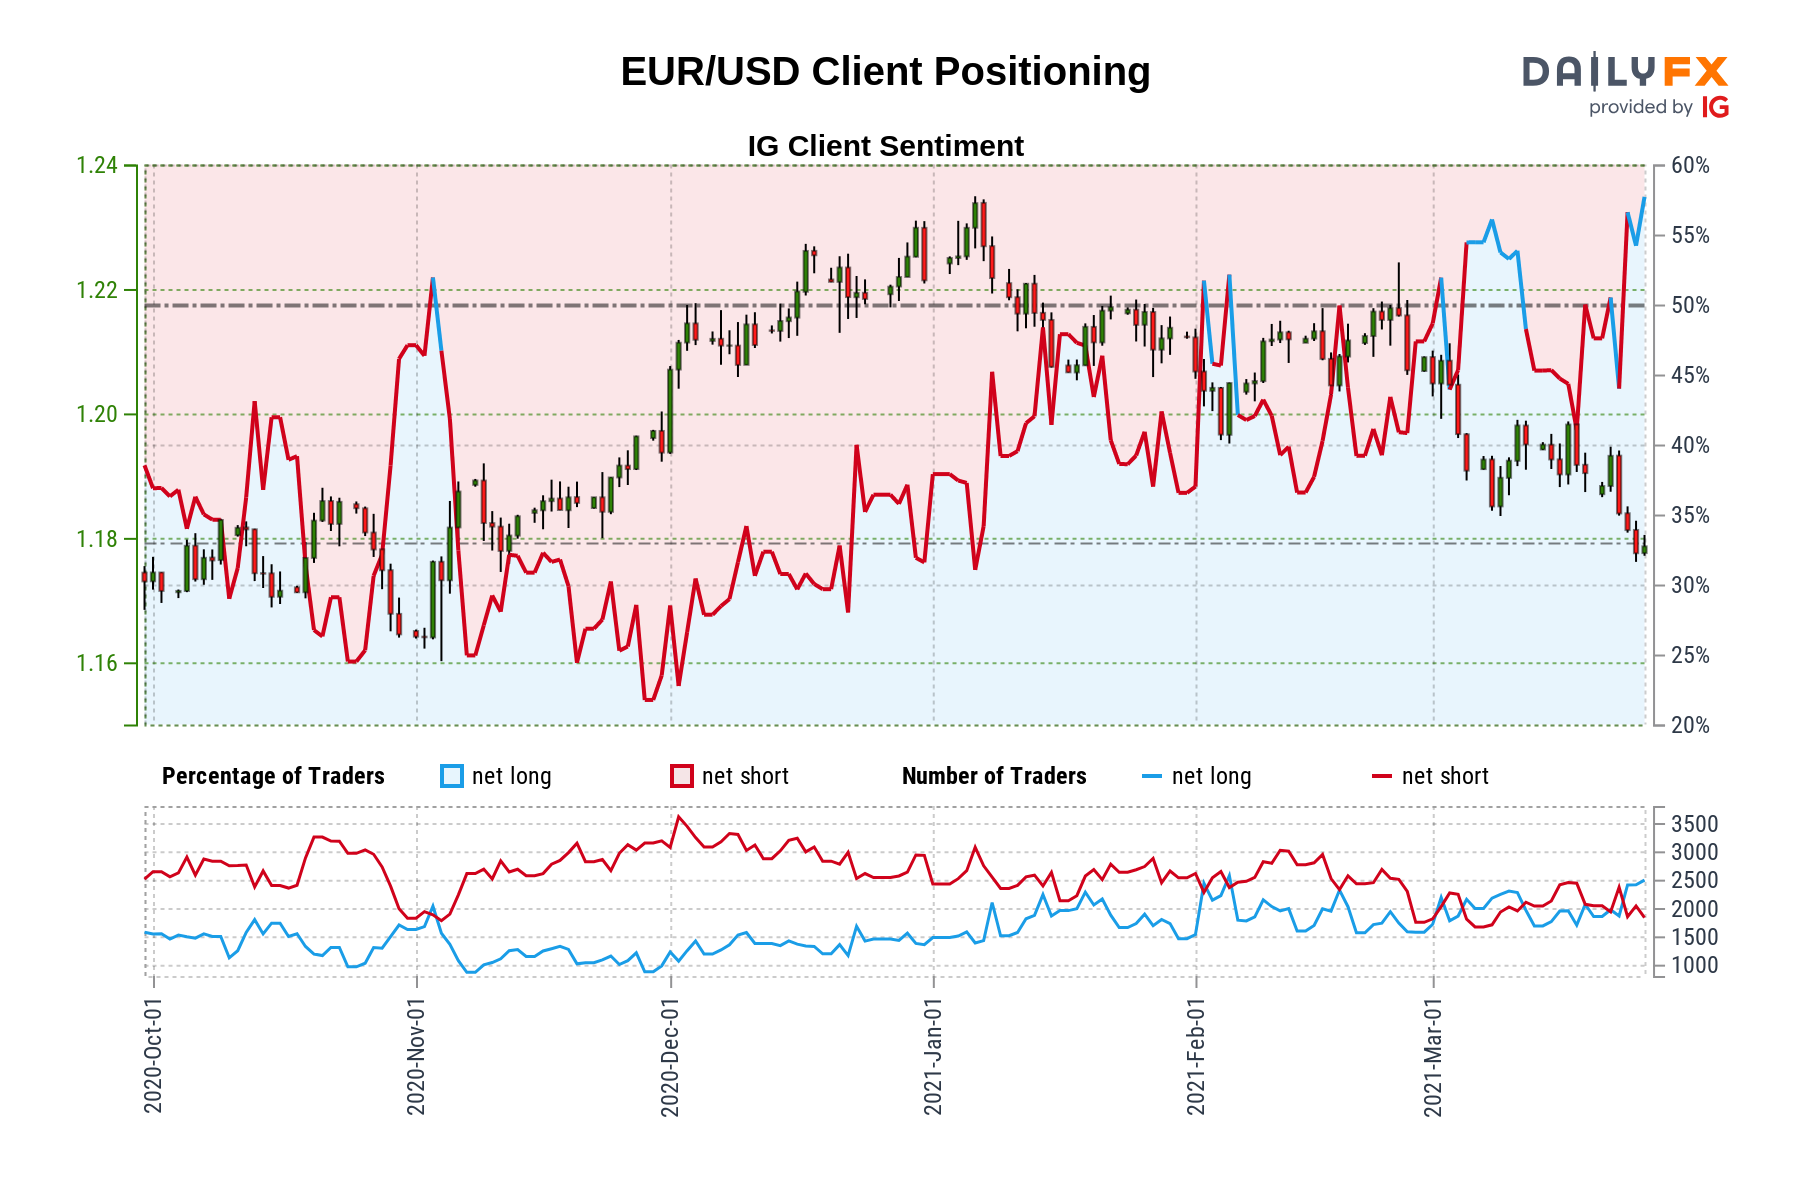 EUR/USD Client Positioning
DAILYFX
provided by IG
IG Client Sentiment
1.24
1.22
1.20
1.18
1.16
60%
55%
50%
45%
40%
35%
30%
25%
20%
Percentage of Traders net long net short Number of Traders net long net short
3500
3000
2500
2000
1500
1000
2020-Oct-01
2020-Nov-01
2020-Dec-01
2021-Jan-01
2021-Feb-01
2021-Mar-01